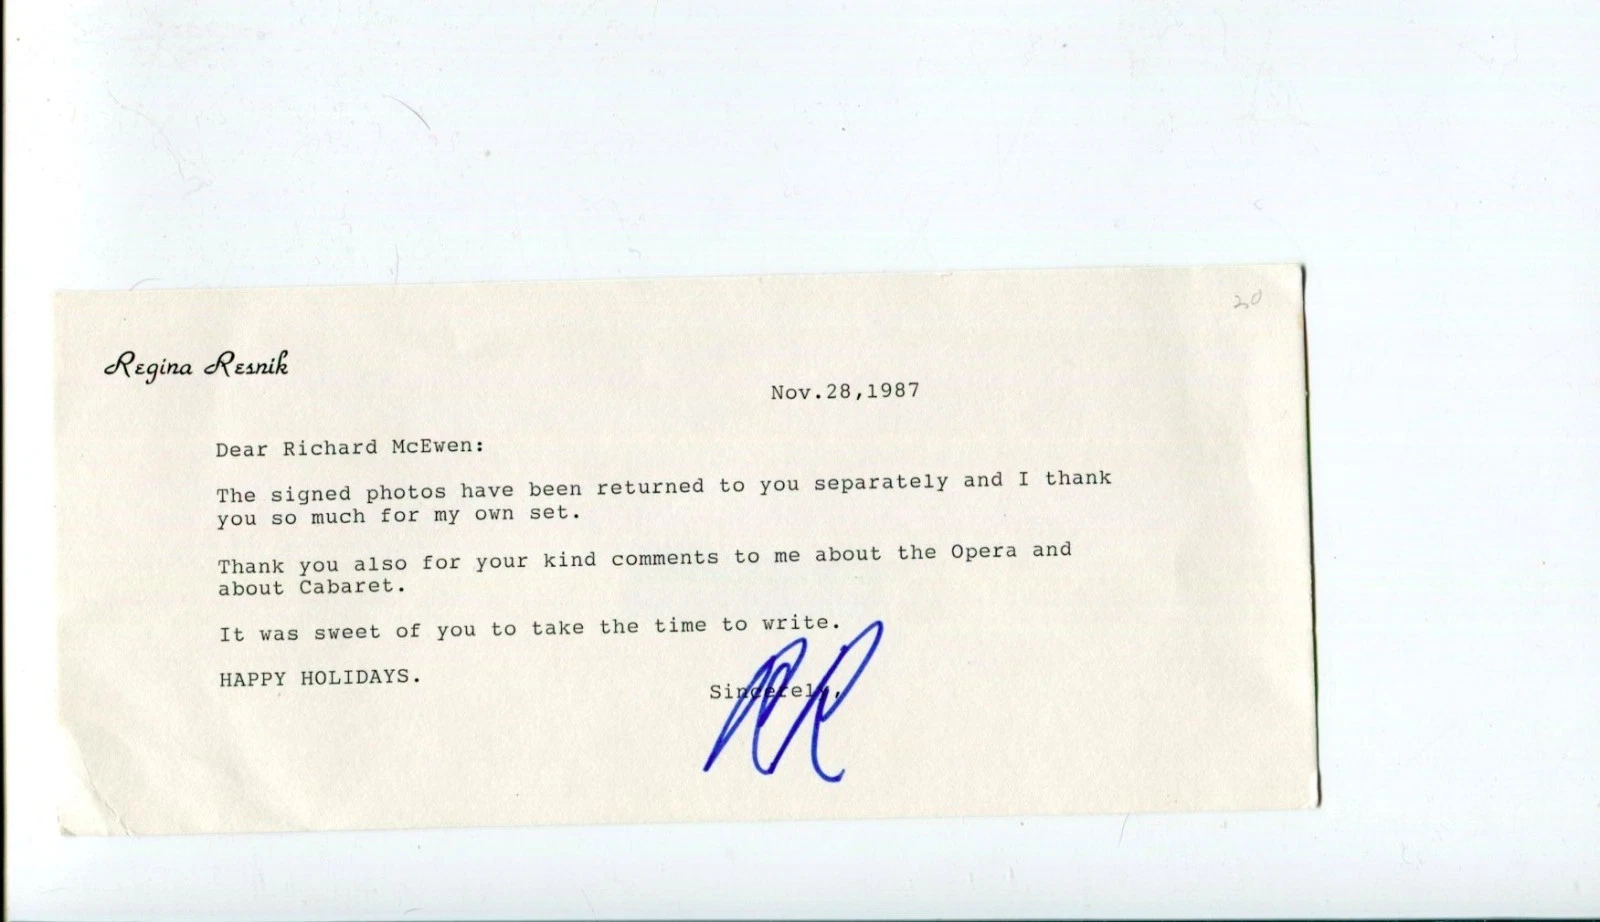 20
Regina Resnik
Nov.28,1987
Dear Richard McEwen:
The signed photos have been returned to you separately and I thank
you so much for my own set.
Thank you also for your kind comments to me about the Opera and
about Cabaret.
It was sweet of you to take the time to write.
HAPPY HOLIDAYS.
Sincerely,
RR